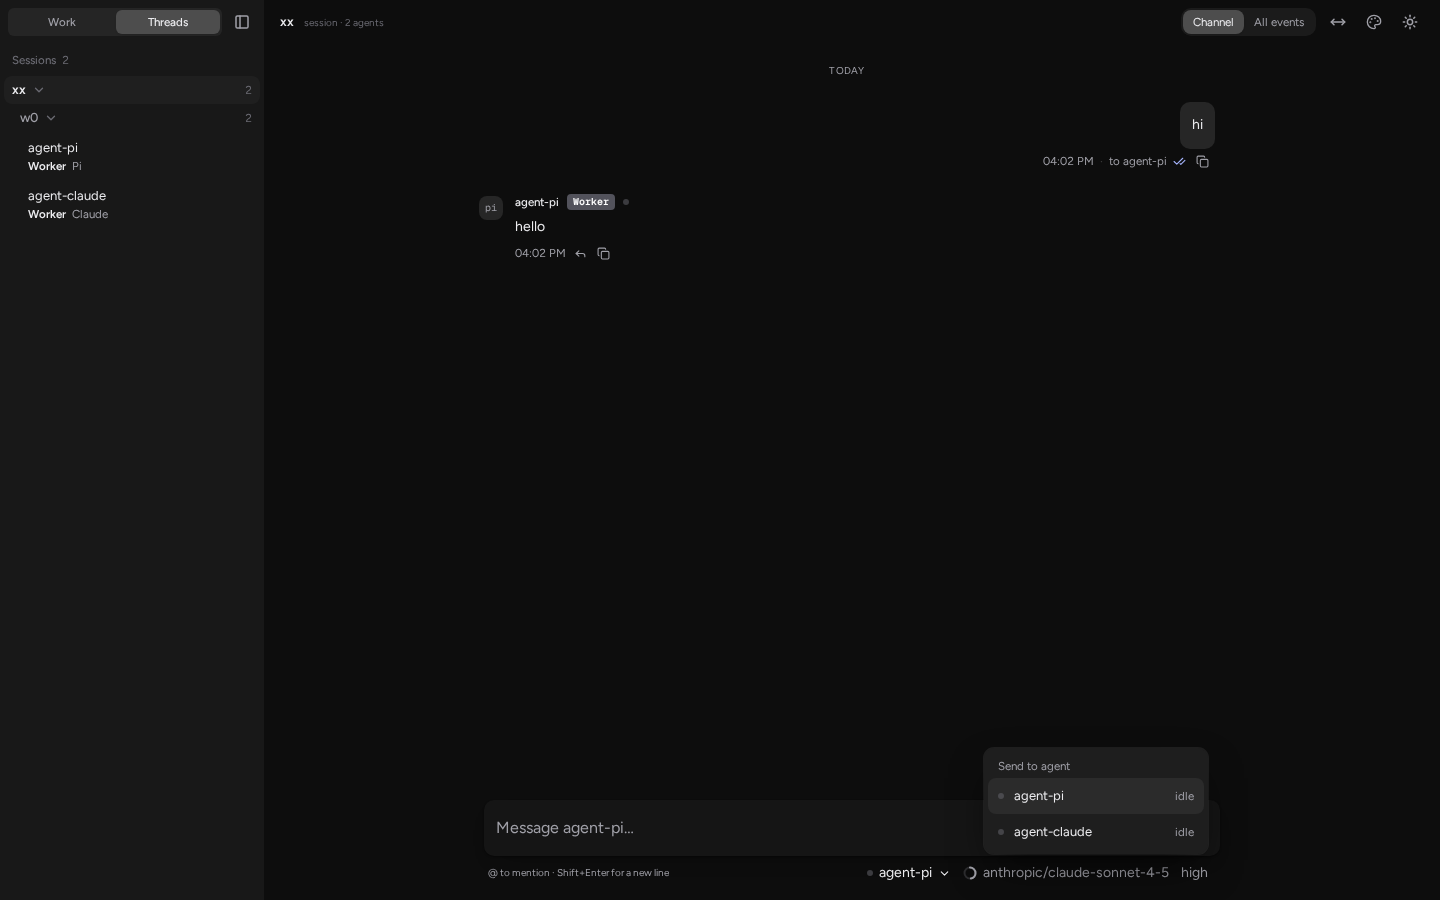 Work Threads
Sessions 2
xx 2
w0 2
agent-pi
Worker Pi
agent-claude
Worker Claude
xx session · 2 agents
Channel All events
TODAY
hi
04:02 PM · to agent-pi
pi agent-pi Worker
hello
04:02 PM
Send to agent
agent-pi idle
agent-claude idle
Message agent-pi...
@ to mention · Shift+Enter for a new line
agent-pi anthropic/claude-sonnet-4-5 high